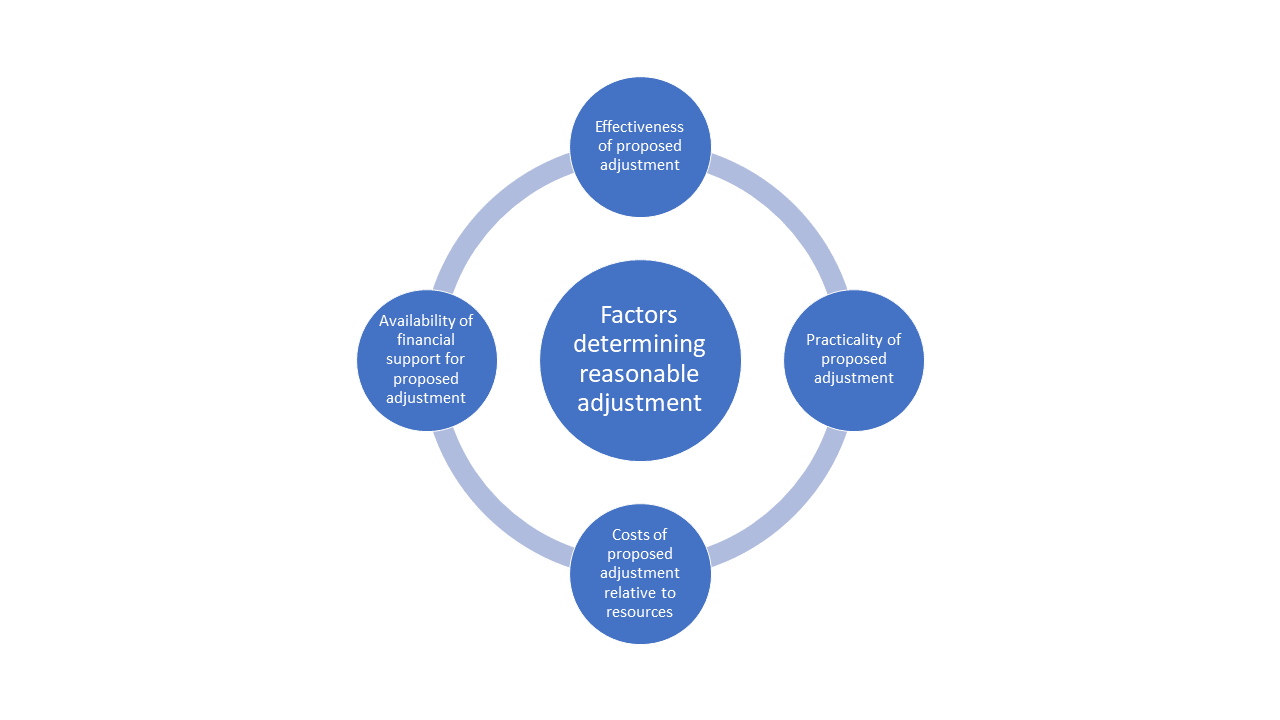 Effectiveness
of proposed
adjustment
Availability of
financial
support for
proposed
adjustment
Factors
determining
reasonable
adjustment
Practicality of
proposed
adjustment
Costs of
proposed
adjustment
relative to
resources